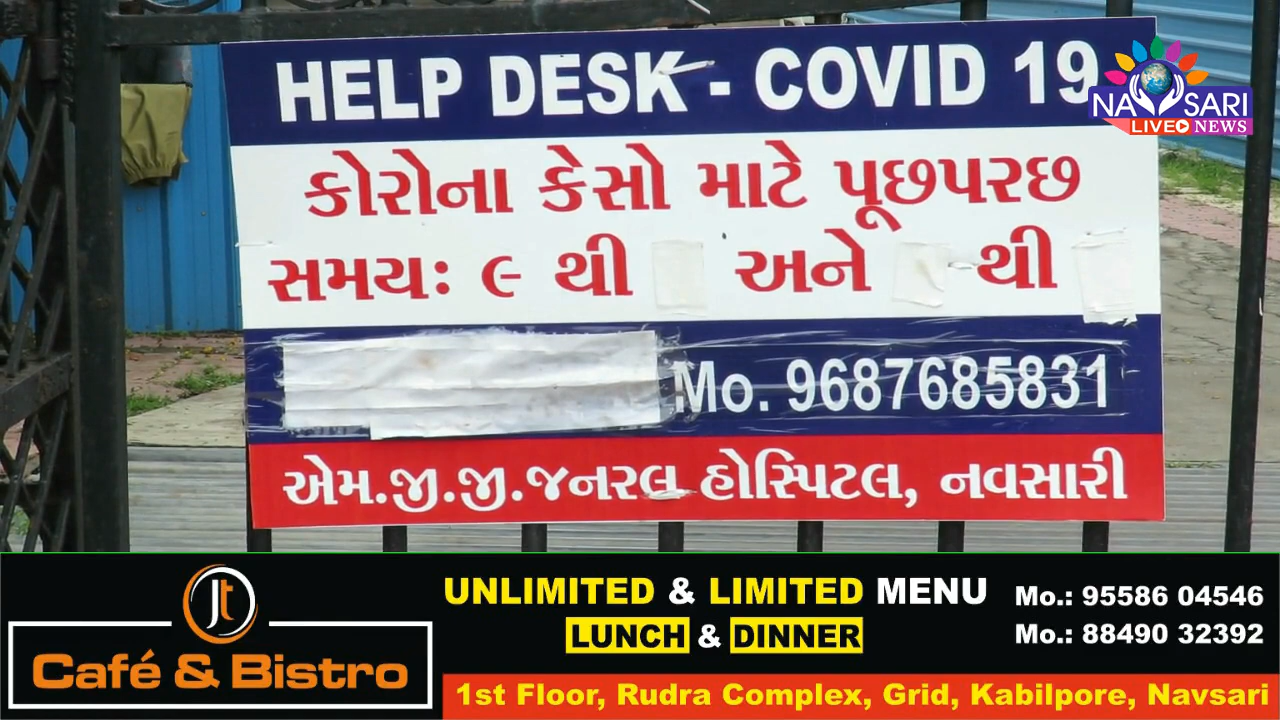 HELP DESK - COVID 19
NAVSARI
LIVE NEWS
કોરોના કેસો માટે પૂછપરછ
સમયઃ ૯ થી અને થી
Mo. 9687685831
એમ.જી.જી.જનરલ હોસ્પિટલ, નવસારી
Jt
Café & Bistro
UNLIMITED & LIMITED MENU
LUNCH & DINNER
Mo.: 95586 04546
Mo.: 88490 32392
1st Floor, Rudra Complex, Grid, Kabilpore, Navsari